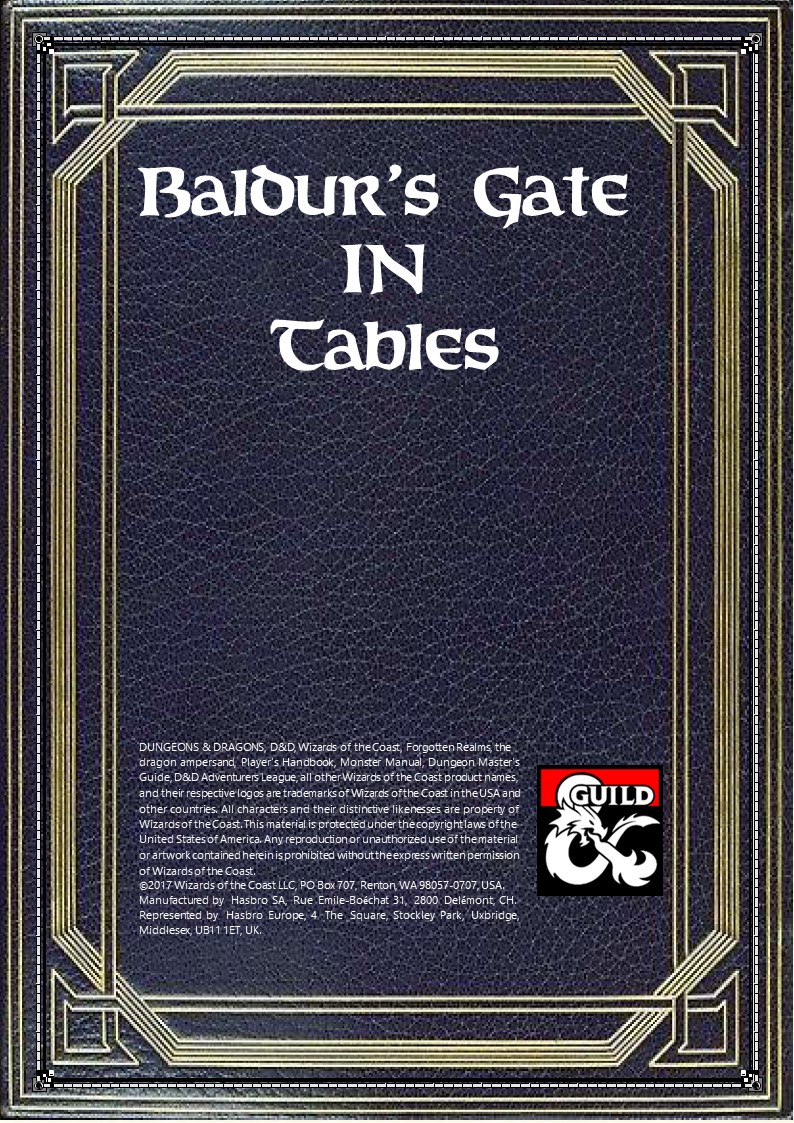 Baldur's Gate
IN
Tables
DUNGEONS & DRAGONS, D&D, Wizards of the Coast, Forgotten Realms, the
dragon ampersand, Player's Handbook, Monster Manual, Dungeon Master's
Guide, D&D Adventurers League, all other Wizards of the Coast product names,
and their respective logos are trademarks of Wizards of the Coast in the USA and
other countries. All characters and their distinctive likenesses are property of
Wizards of the Coast. This material is protected under the copyright laws of the
United States of America. Any reproduction or unauthorized use of the material
or artwork contained herein is prohibited without the express written permission
of Wizards of the Coast.
©2017 Wizards of the Coast LLC, PO Box 707, Renton, WA 98057-0707, USA.
Manufactured by Hasbro SA, Rue Emile-Boéchat 31, 2800 Delémont, CH.
Represented by Hasbro Europe, 4 The Square, Stockley Park, Uxbridge,
Middlesex, UB11 1ET, UK.
GUILD